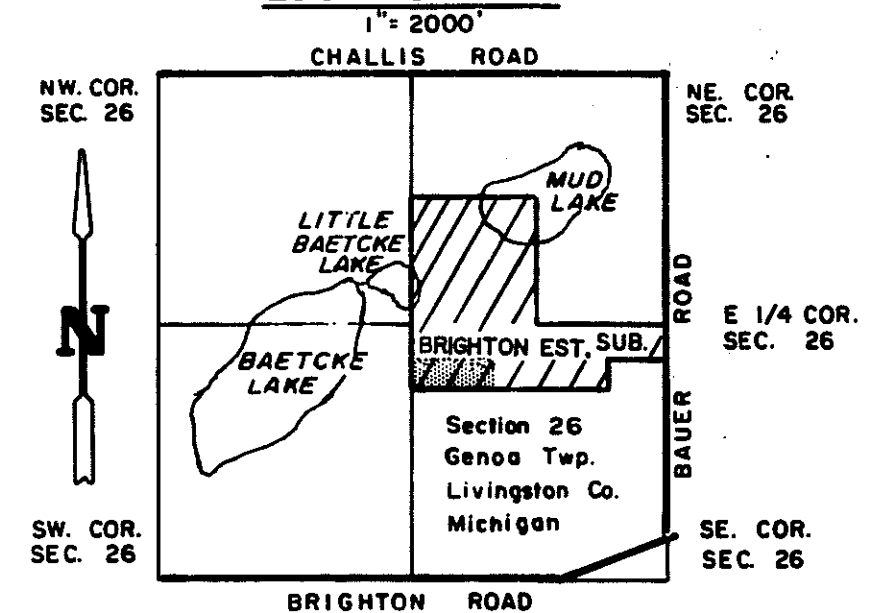 1"= 2000'
CHALLIS ROAD
NW. COR.
SEC. 26
NE. COR.
SEC. 26
MUD
LAKE
LITTLE
BAETCKE
LAKE
N
ROAD
E 1/4 COR.
SEC. 26
BRIGHTON EST. SUB.
BAETCKE
LAKE
BAUER
Section 26
Genoa Twp.
Livingston Co.
Michigan
SW. COR.
SEC. 26
SE. COR.
SEC. 26
BRIGHTON ROAD